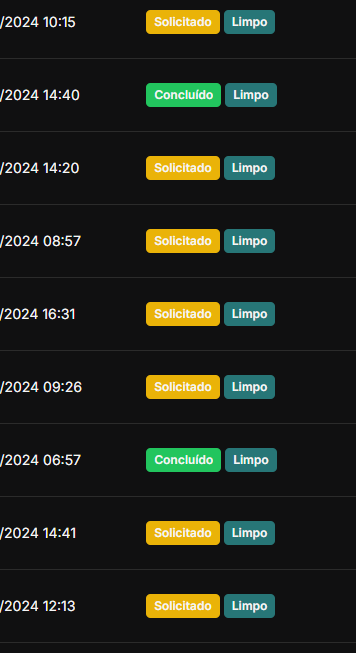 /2024 10:15 Solicitado Limpo
/2024 14:40 Concluído Limpo
/2024 14:20 Solicitado Limpo
/2024 08:57 Solicitado Limpo
/2024 16:31 Solicitado Limpo
/2024 09:26 Solicitado Limpo
/2024 06:57 Concluído Limpo
/2024 14:41 Solicitado Limpo
/2024 12:13 Solicitado Limpo